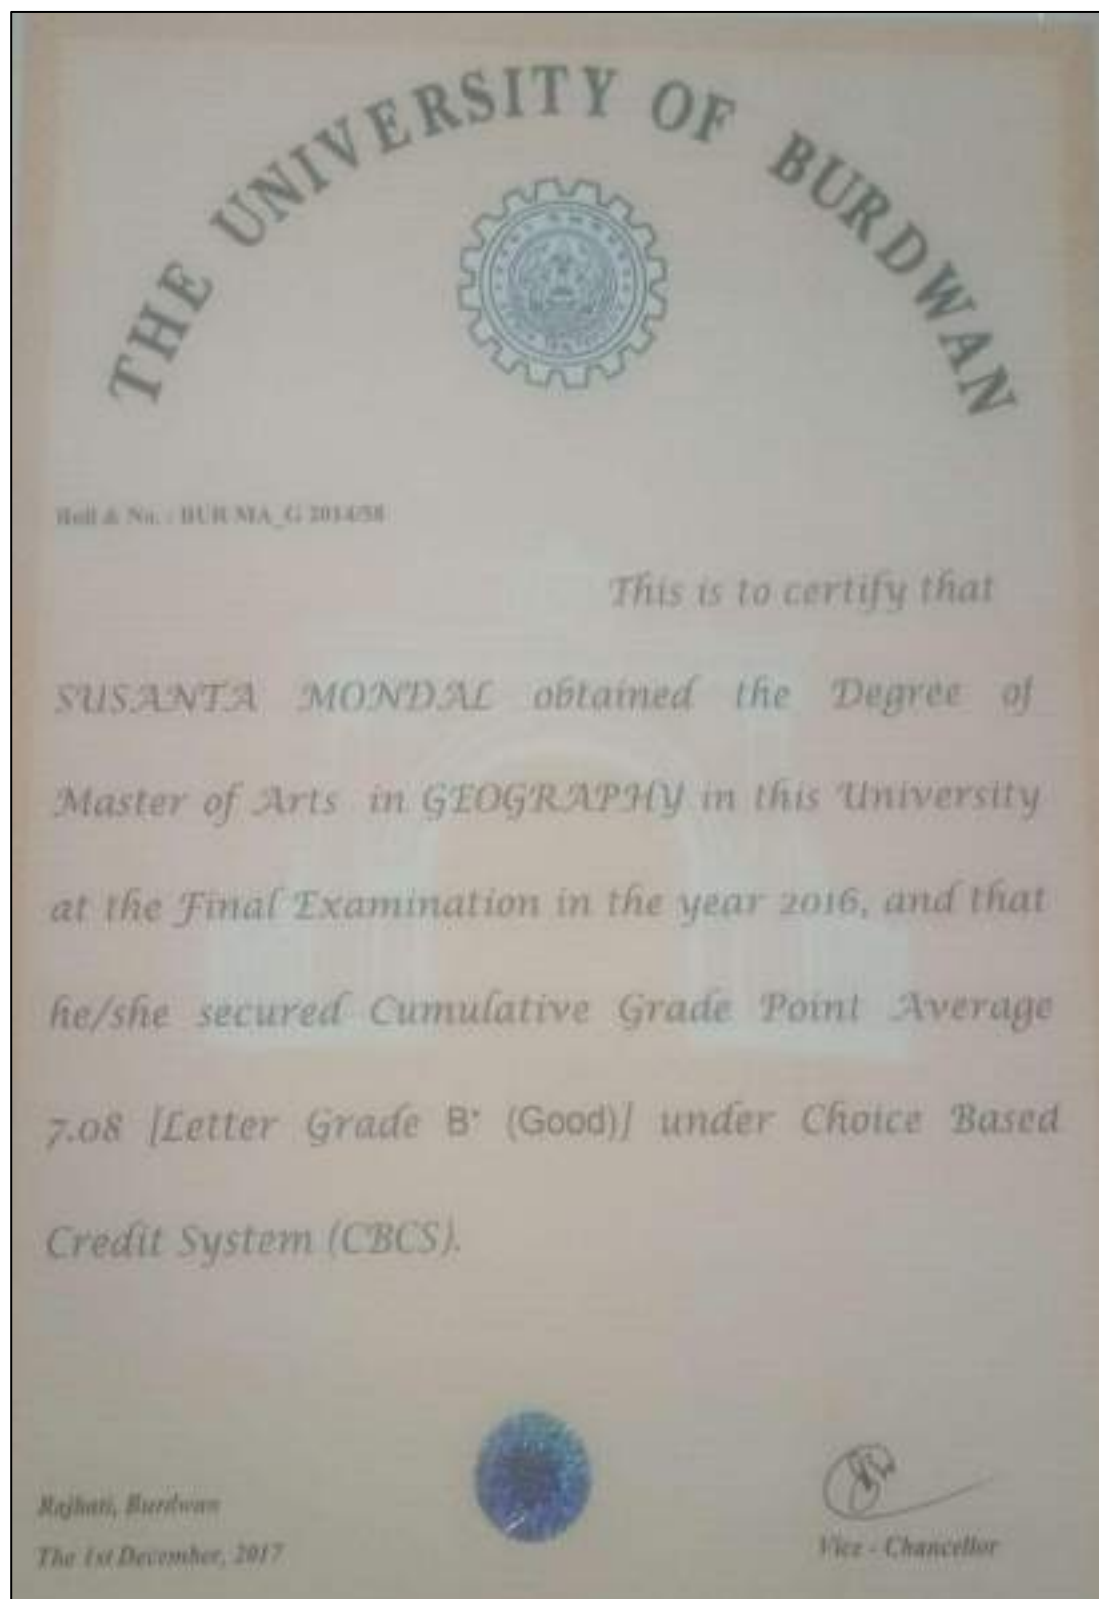 THE UNIVERSITY OF BURDWAN
Roll & No. : BUR MA_G 2014/58
This is to certify that
SUSANTA MONDAL obtained the Degree of
Master of Arts in GEOGRAPHY in this University
at the Final Examination in the year 2016, and that
he/she secured Cumulative Grade Point Average
7.08 [Letter Grade B+ (Good)] under Choice Based
Credit System (CBCS).
Rajbati, Burdwan
The 1st December, 2017
Vice - Chancellor